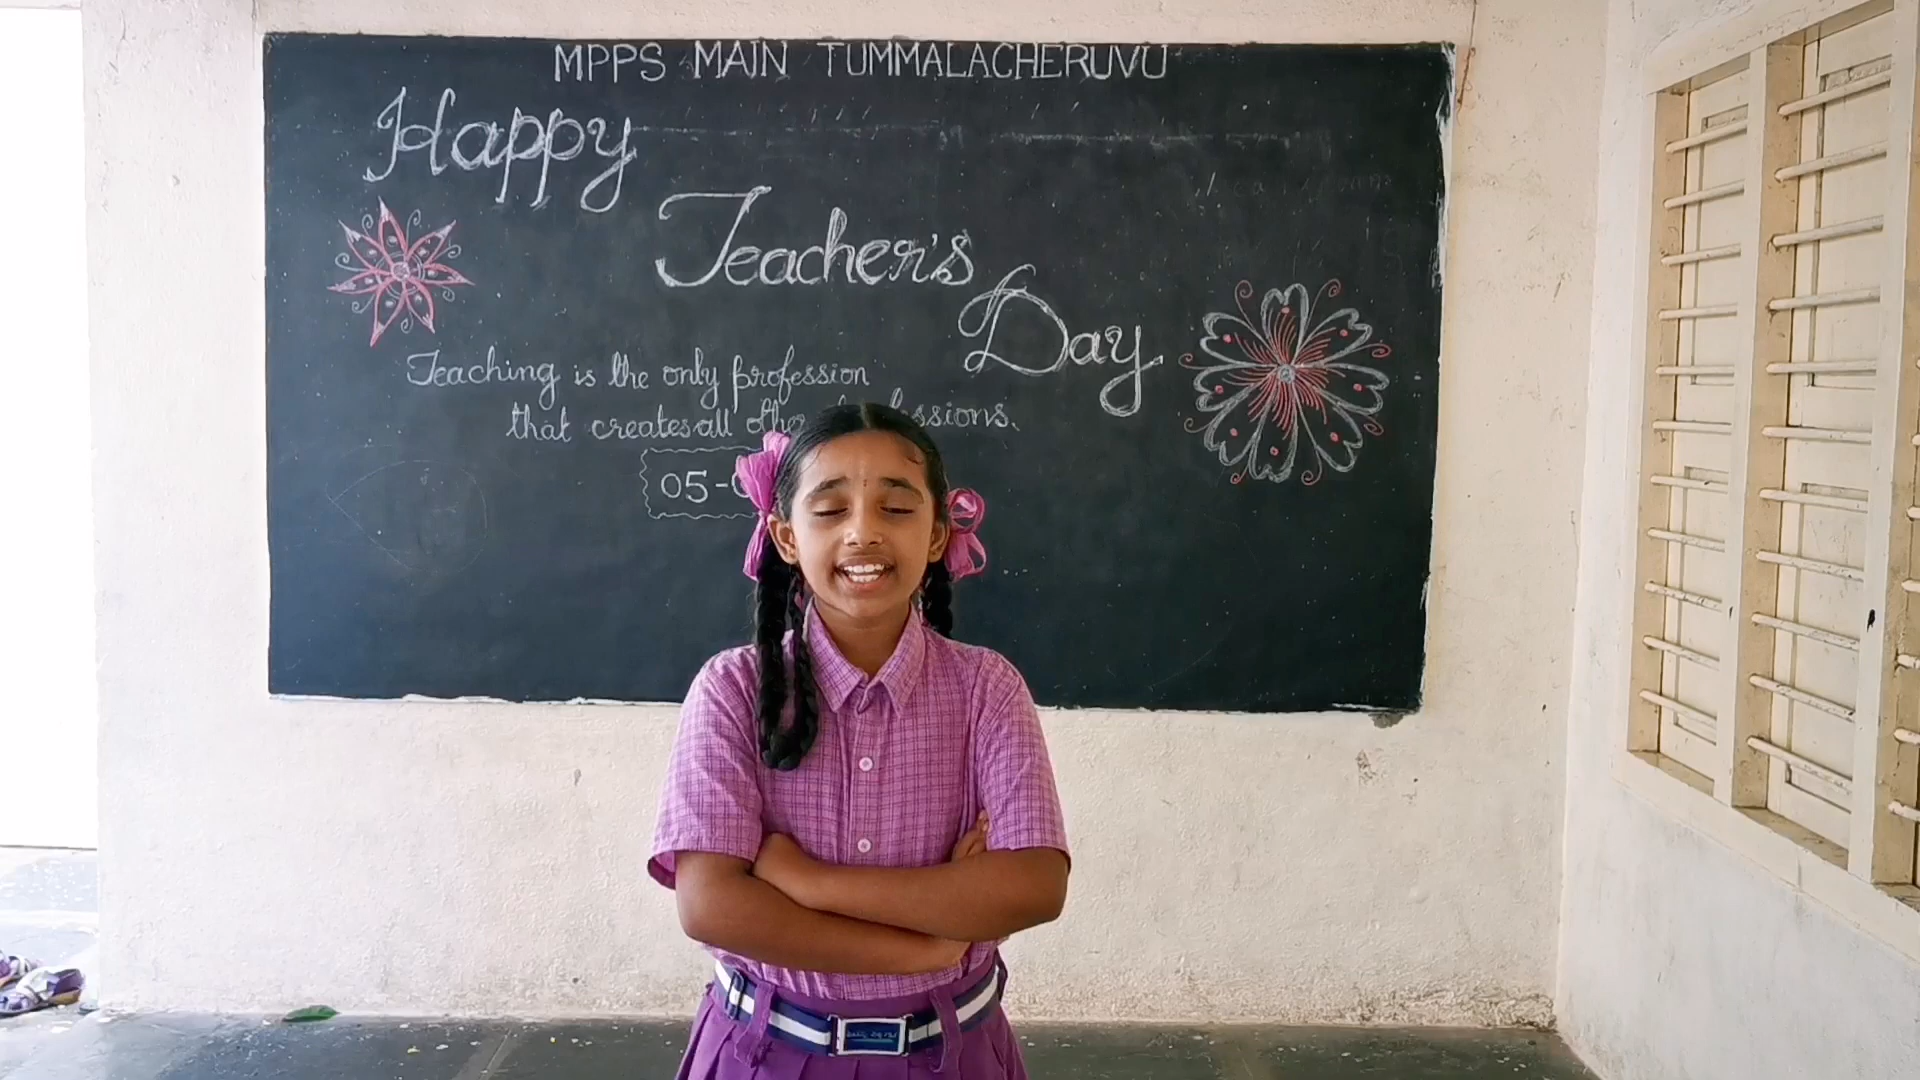 MPPS MAIN TUMMALACHERUVU
Happy
Teacher's
Day
Teaching is the only profession
that creates all
05-